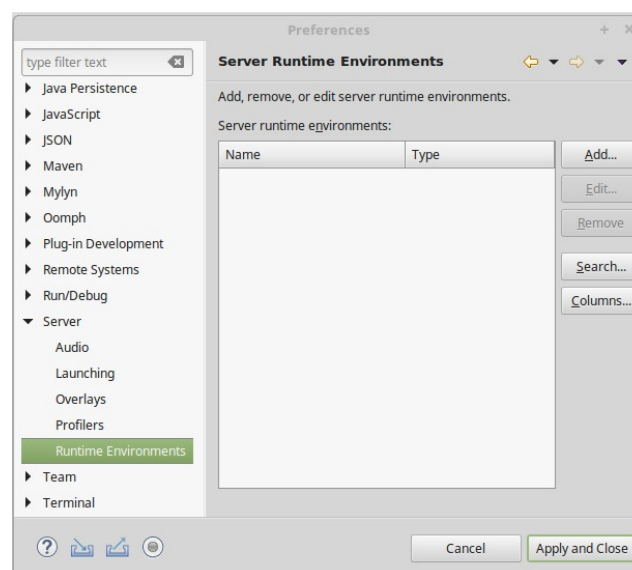 Preferences
type filter text
Java Persistence
JavaScript
JSON
Maven
Mylyn
Oomph
Plug-in Development
Remote Systems
Run/Debug
Server
Audio
Launching
Overlays
Profilers
Runtime Environments
Team
Terminal
Server Runtime Environments
Add, remove, or edit server runtime environments.
Server runtime environments:
Name Type
Add...
Edit...
Remove
Search...
Columns...
Cancel Apply and Close